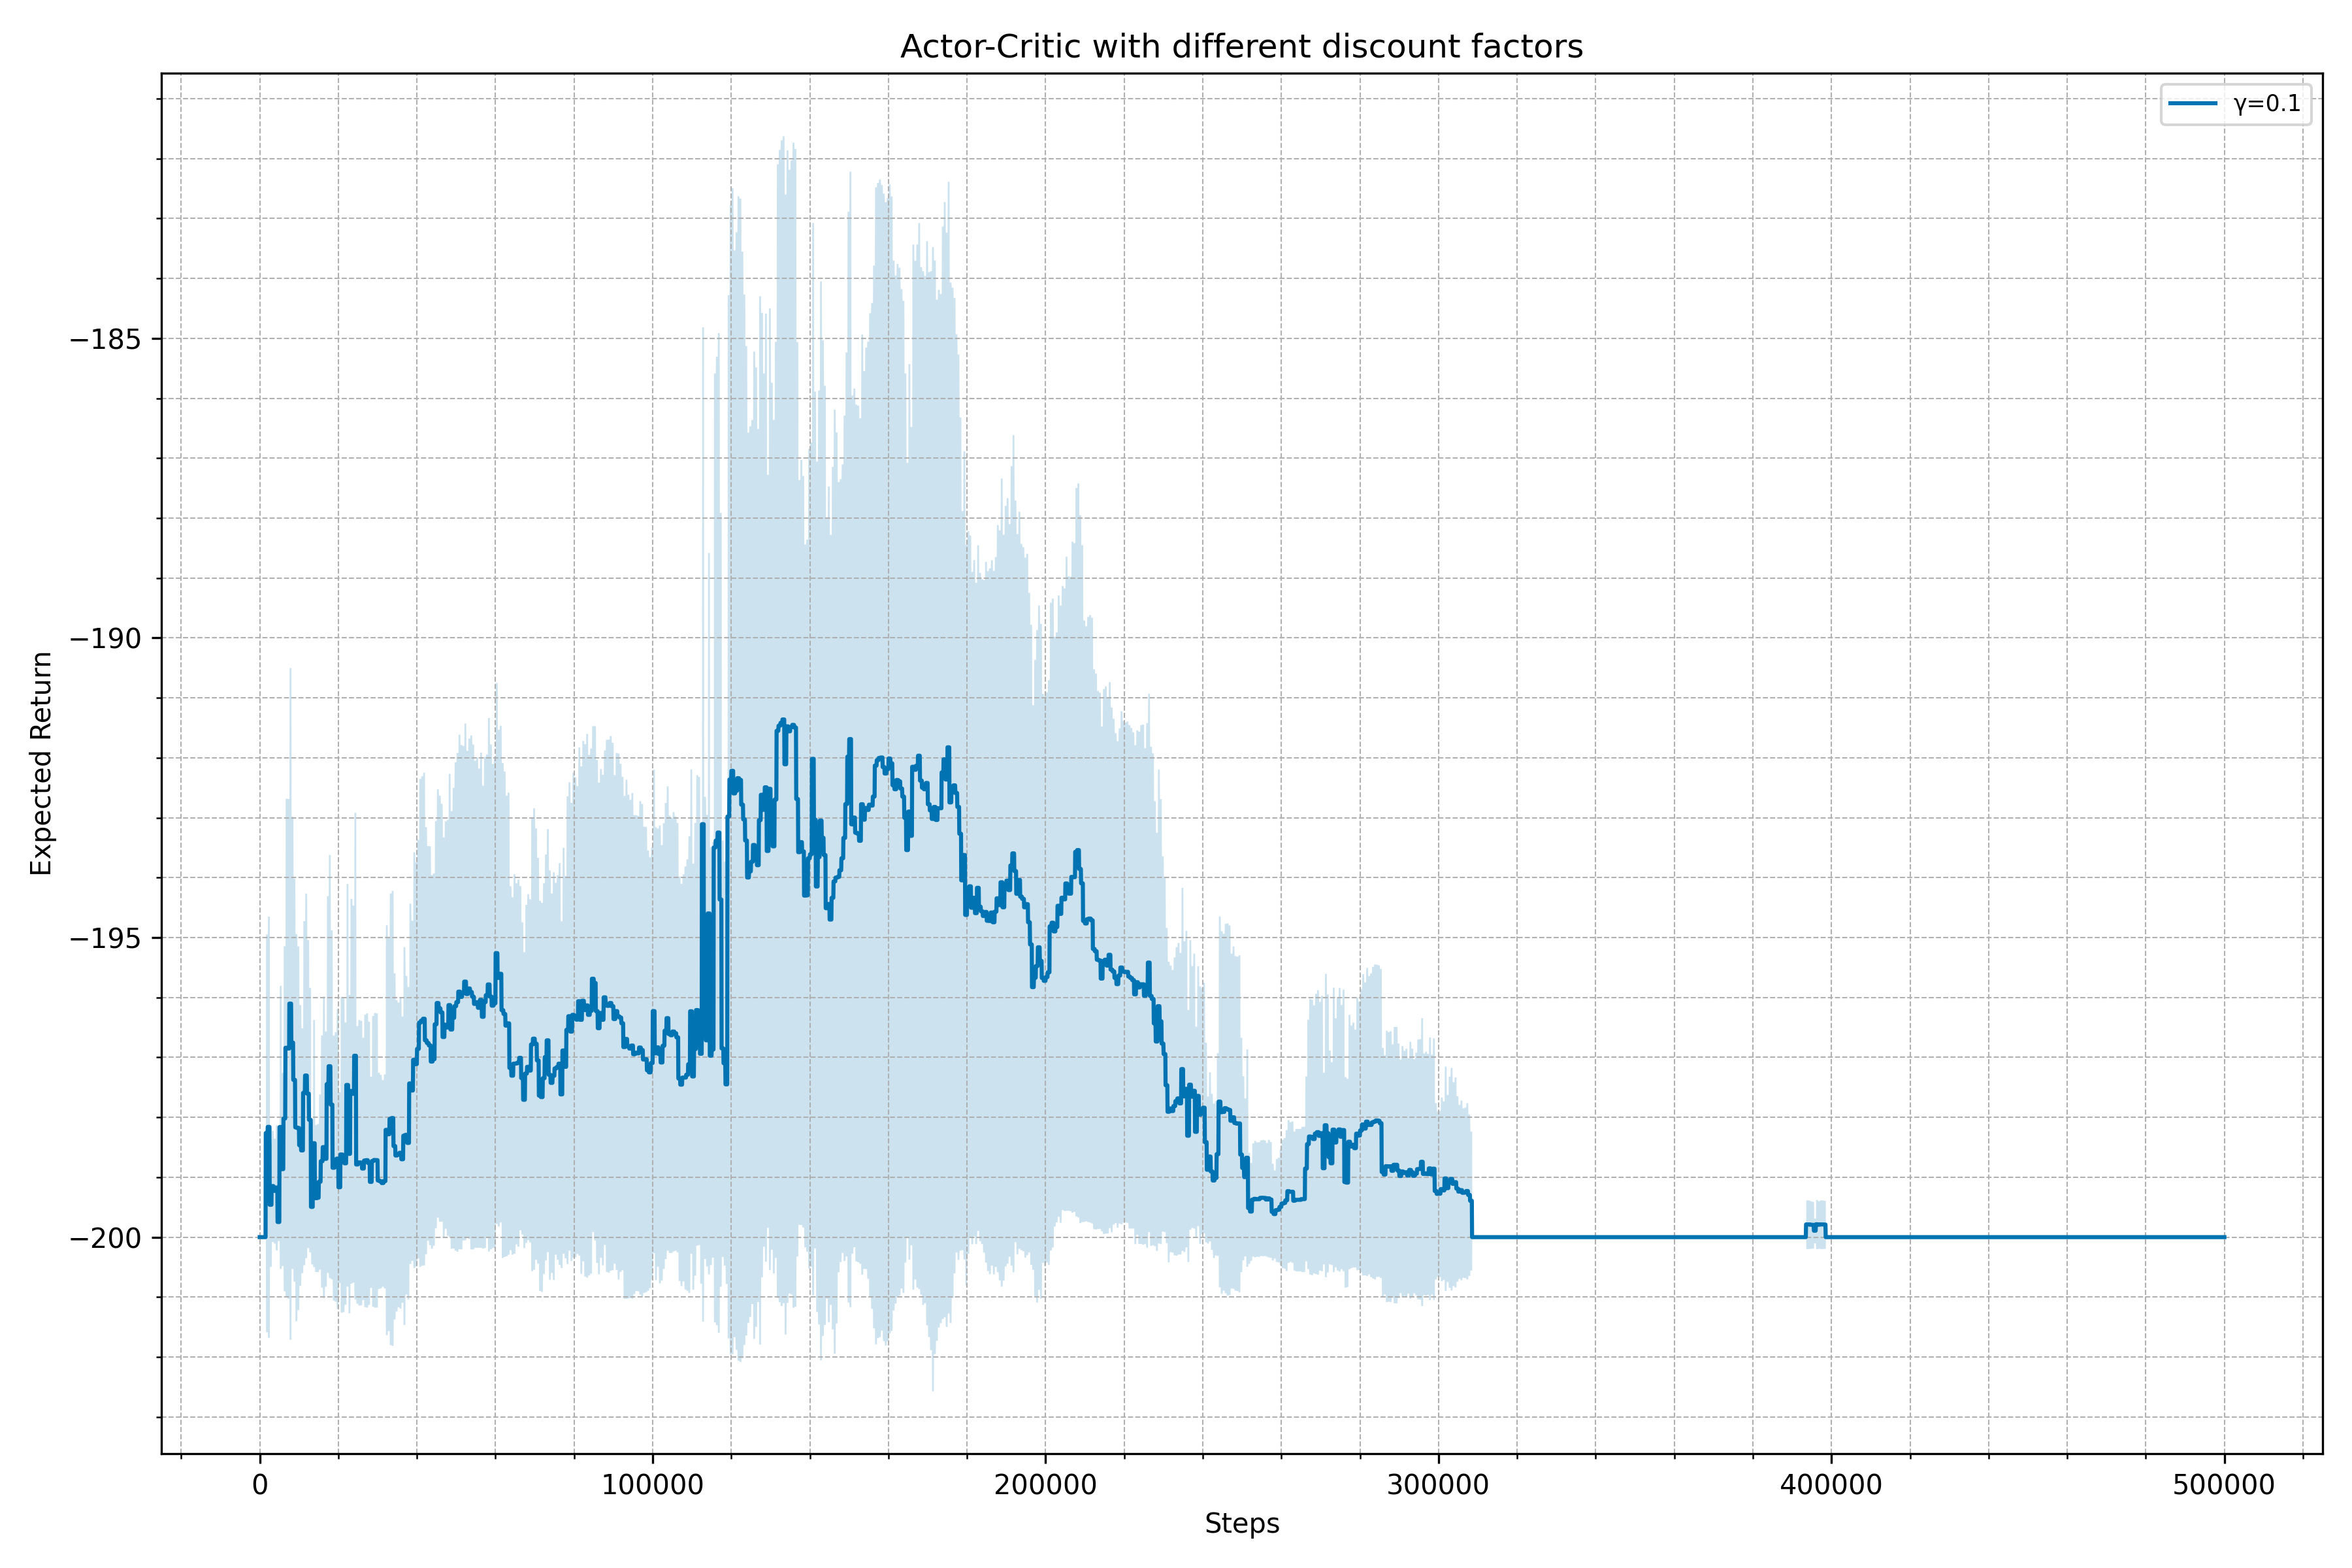 Actor-Critic with different discount factors
γ=0.1
−185
−190
−195
−200
Expected Return
0 100000 200000 300000 400000 500000
Steps